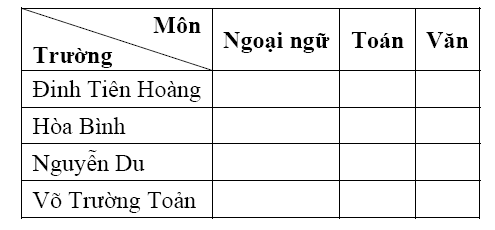 Môn
Trường
Ngoại ngữ Toán Văn
Đinh Tiên Hoàng
Hòa Bình
Nguyễn Du
Võ Trường Toản